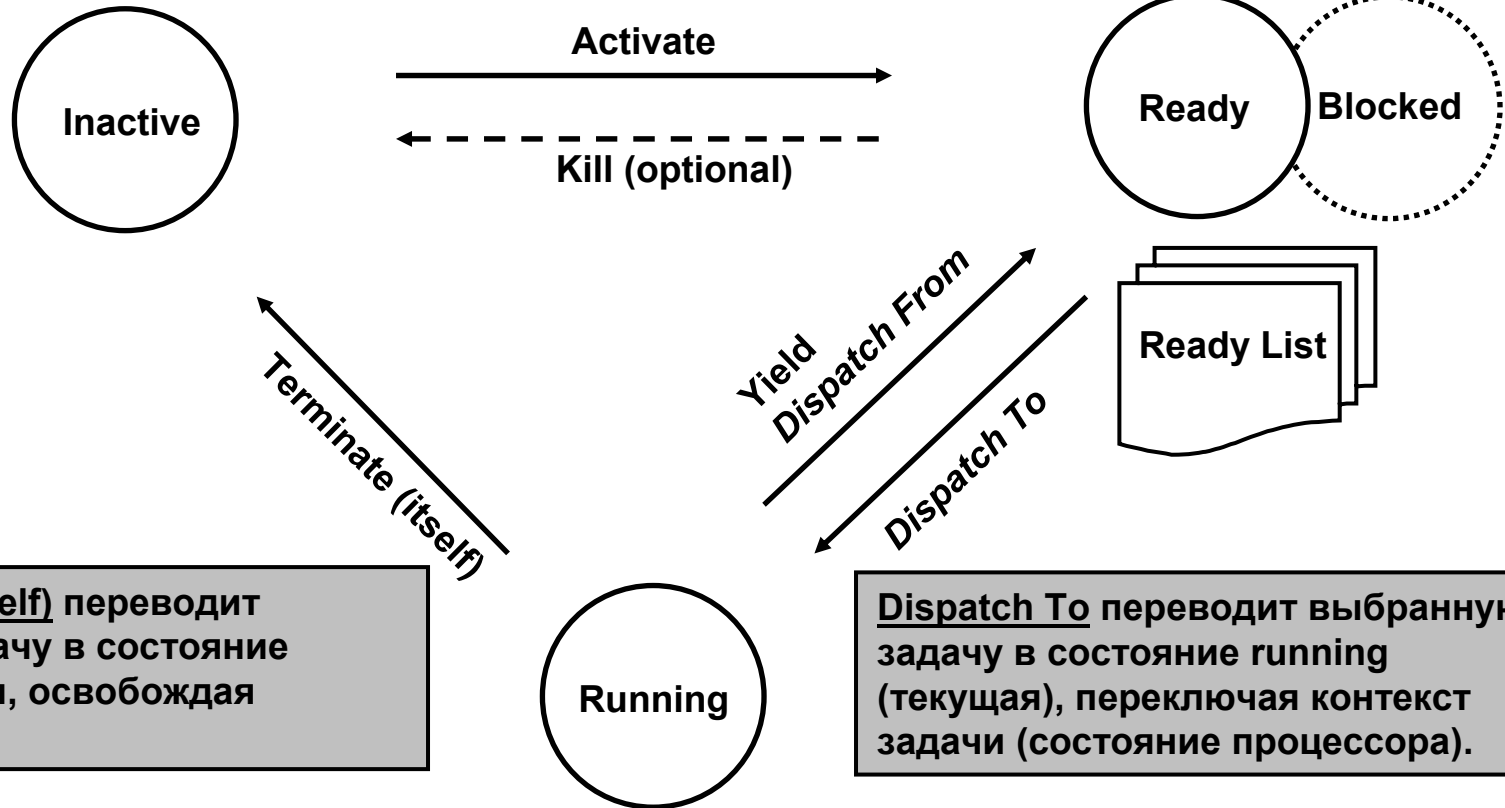 Activate
Inactive
Ready
Blocked
Kill (optional)
Ready List
Yield
Dispatch From
Dispatch To
Terminate (itself)
Running
elf) переводит
ачу в состояние
, освобождая
Dispatch To переводит выбранную
задачу в состояние running
(текущая), переключая контекст
задачи (состояние процессора).